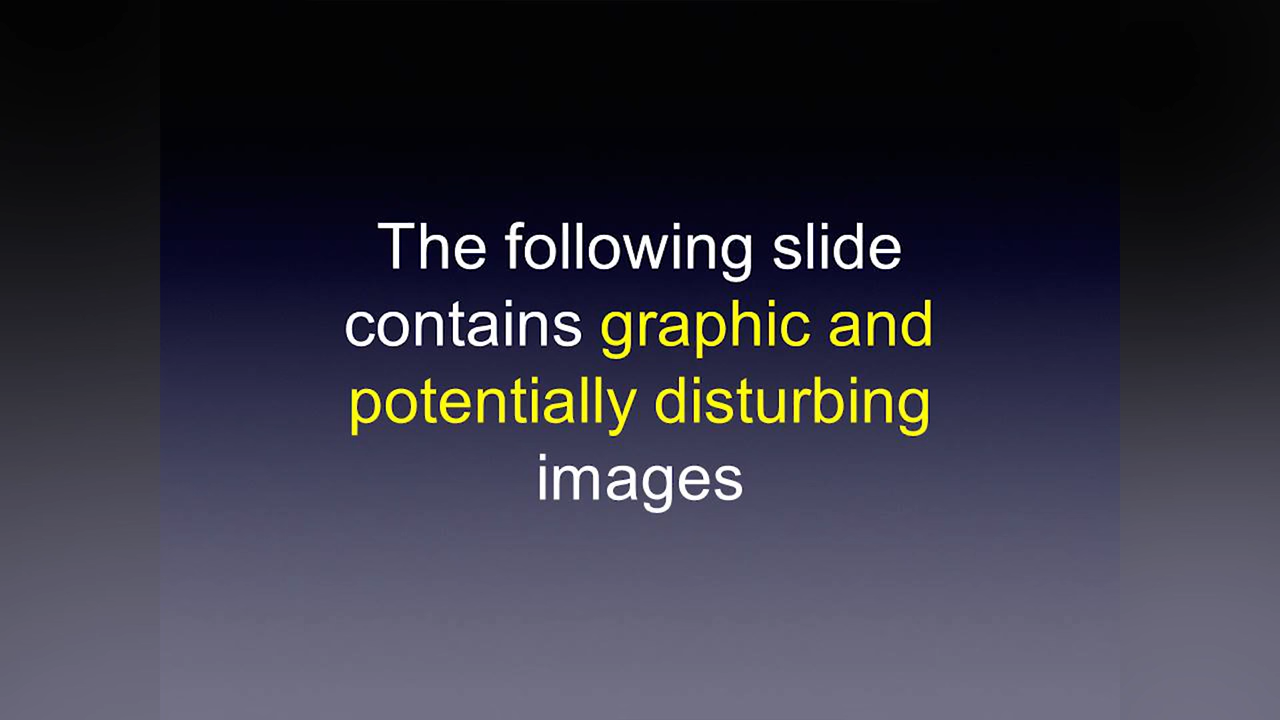 The following slide
contains graphic and
potentially disturbing
images